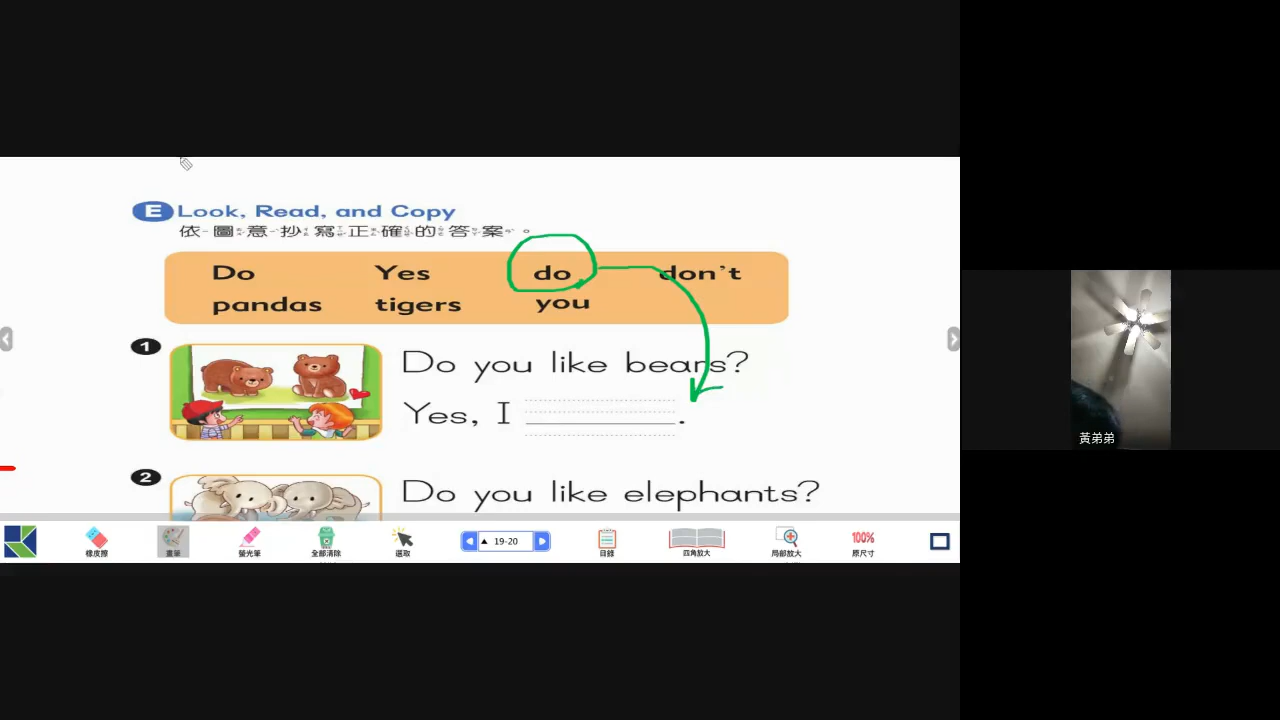 E Look, Read, and Copy
依圖意抄寫正確的答案。
Do Yes do don't
pandas tigers you
1 Do you like bears?
Yes, I .
2 Do you like elephants?
黃弟弟
橡皮擦 畫筆 螢光筆 全部清除 選取 19-20 目錄 四角放大 局部放大 100% 原尺寸